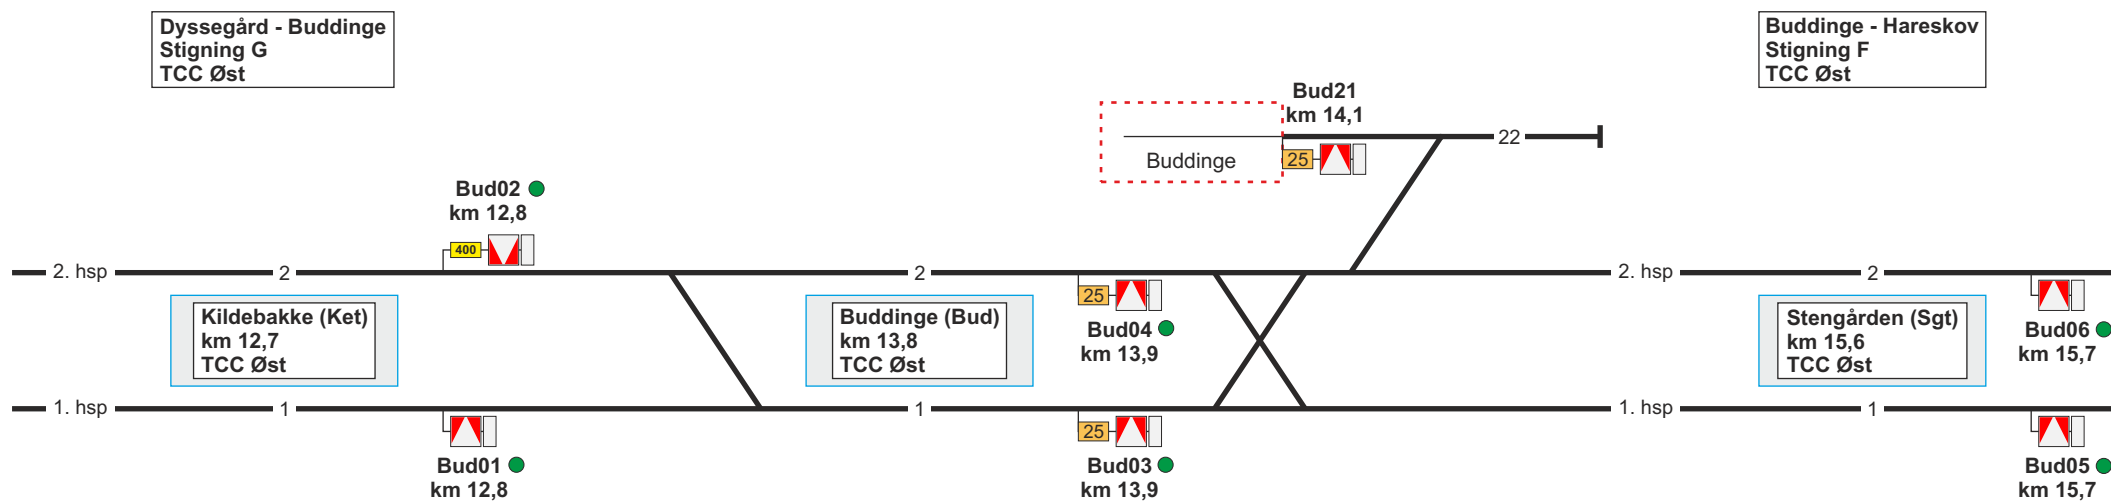 Dyssegård - Buddinge
Stigning G
TCC Øst
Buddinge - Hareskov
Stigning F
TCC Øst
Bud21
km 14,1
22
Buddinge
25
Bud02
km 12,8
400
2. hsp
2
2
2. hsp
2
25
Kildebakke (Ket)
km 12,7
TCC Øst
Buddinge (Bud)
km 13,8
TCC Øst
Bud04
km 13,9
Stengården (Sgt)
km 15,6
TCC Øst
Bud06
km 15,7
1. hsp
1
1
1. hsp
1
25
Bud01
km 12,8
Bud03
km 13,9
Bud05
km 15,7